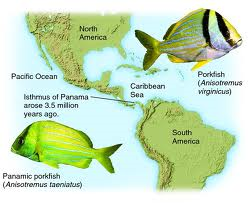 North
America
Pacific Ocean
Caribbean
Sea
Porkfish
(Anisotremus
virginicus)
Isthmus of Panama
arose 3.5 million
years ago.
South
America
Panamic porkfish
(Anisotremus taeniatus)